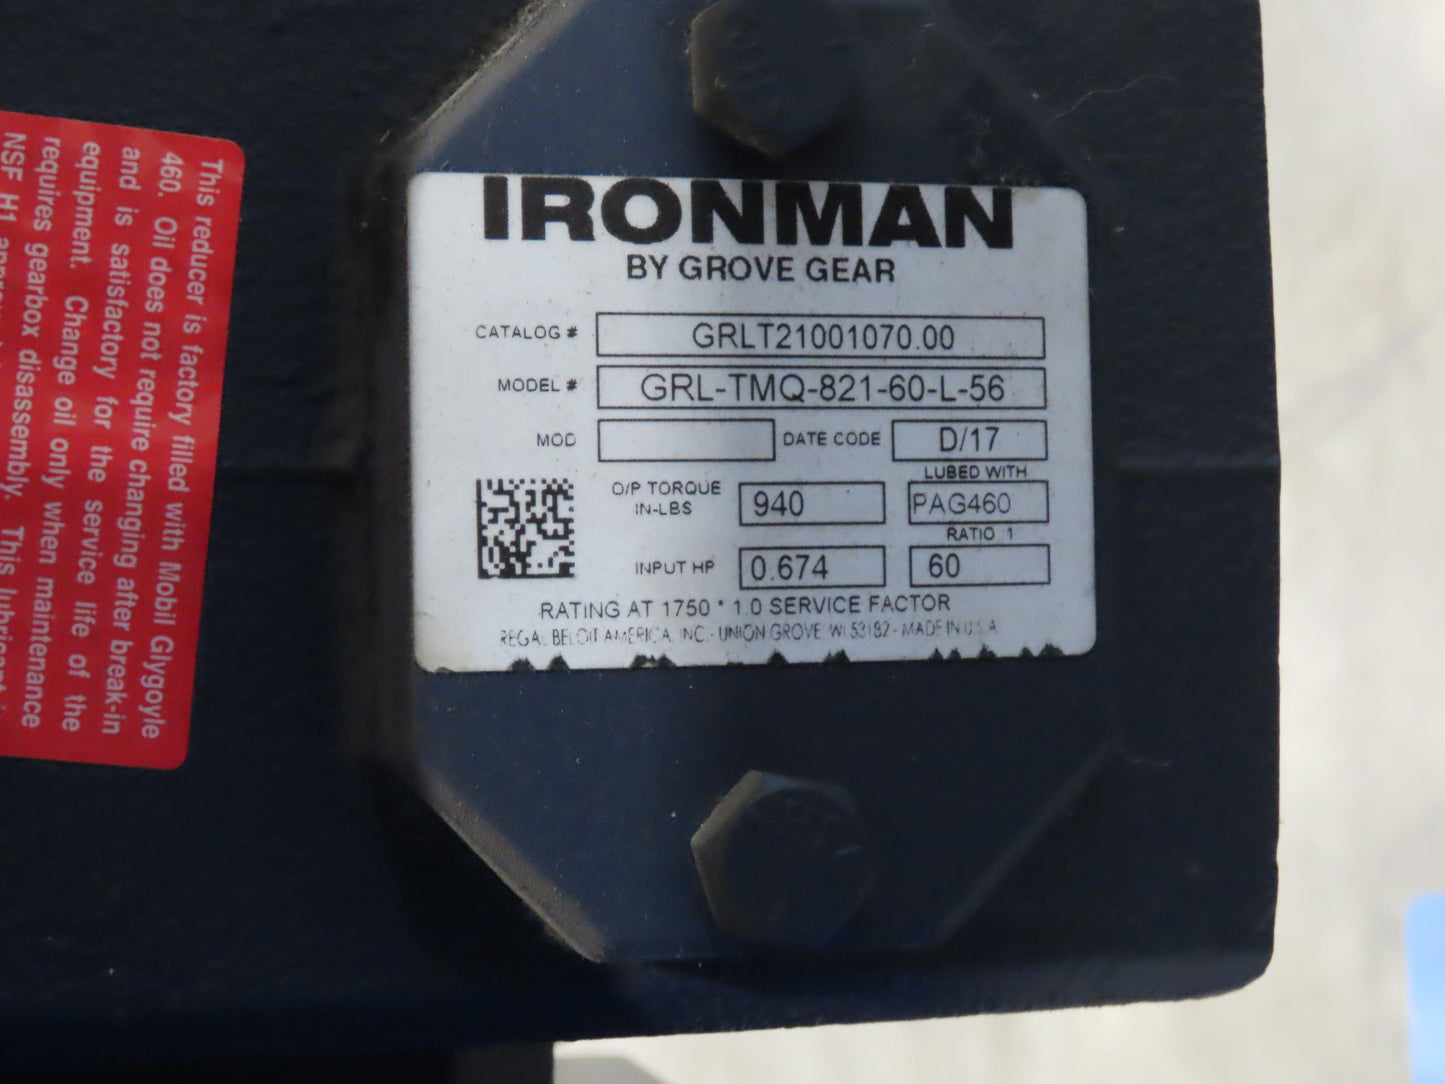 This reducer is factory filled with Mobil Glygoyle
460. Oil does not require changing after break-in
and is satisfactory for the service life of the
equipment. Change oil only when maintenance
requires gearbox disassembly. This lubricant
NSF H1
IRONMAN
BY GROVE GEAR
CATALOG # GRLT21001070.00
MODEL # GRL-TMQ-821-60-L-56
MOD DATE CODE D/17
LUBED WITH
O/P TORQUE IN-LBS 940 PAG460
RATIO 1
INPUT HP 0.674 60
RATING AT 1750 * 1.0 SERVICE FACTOR
REGAL BELOIT AMERICA, INC.- UNION GROVE, WI 53182 - MADE IN U.S.A.